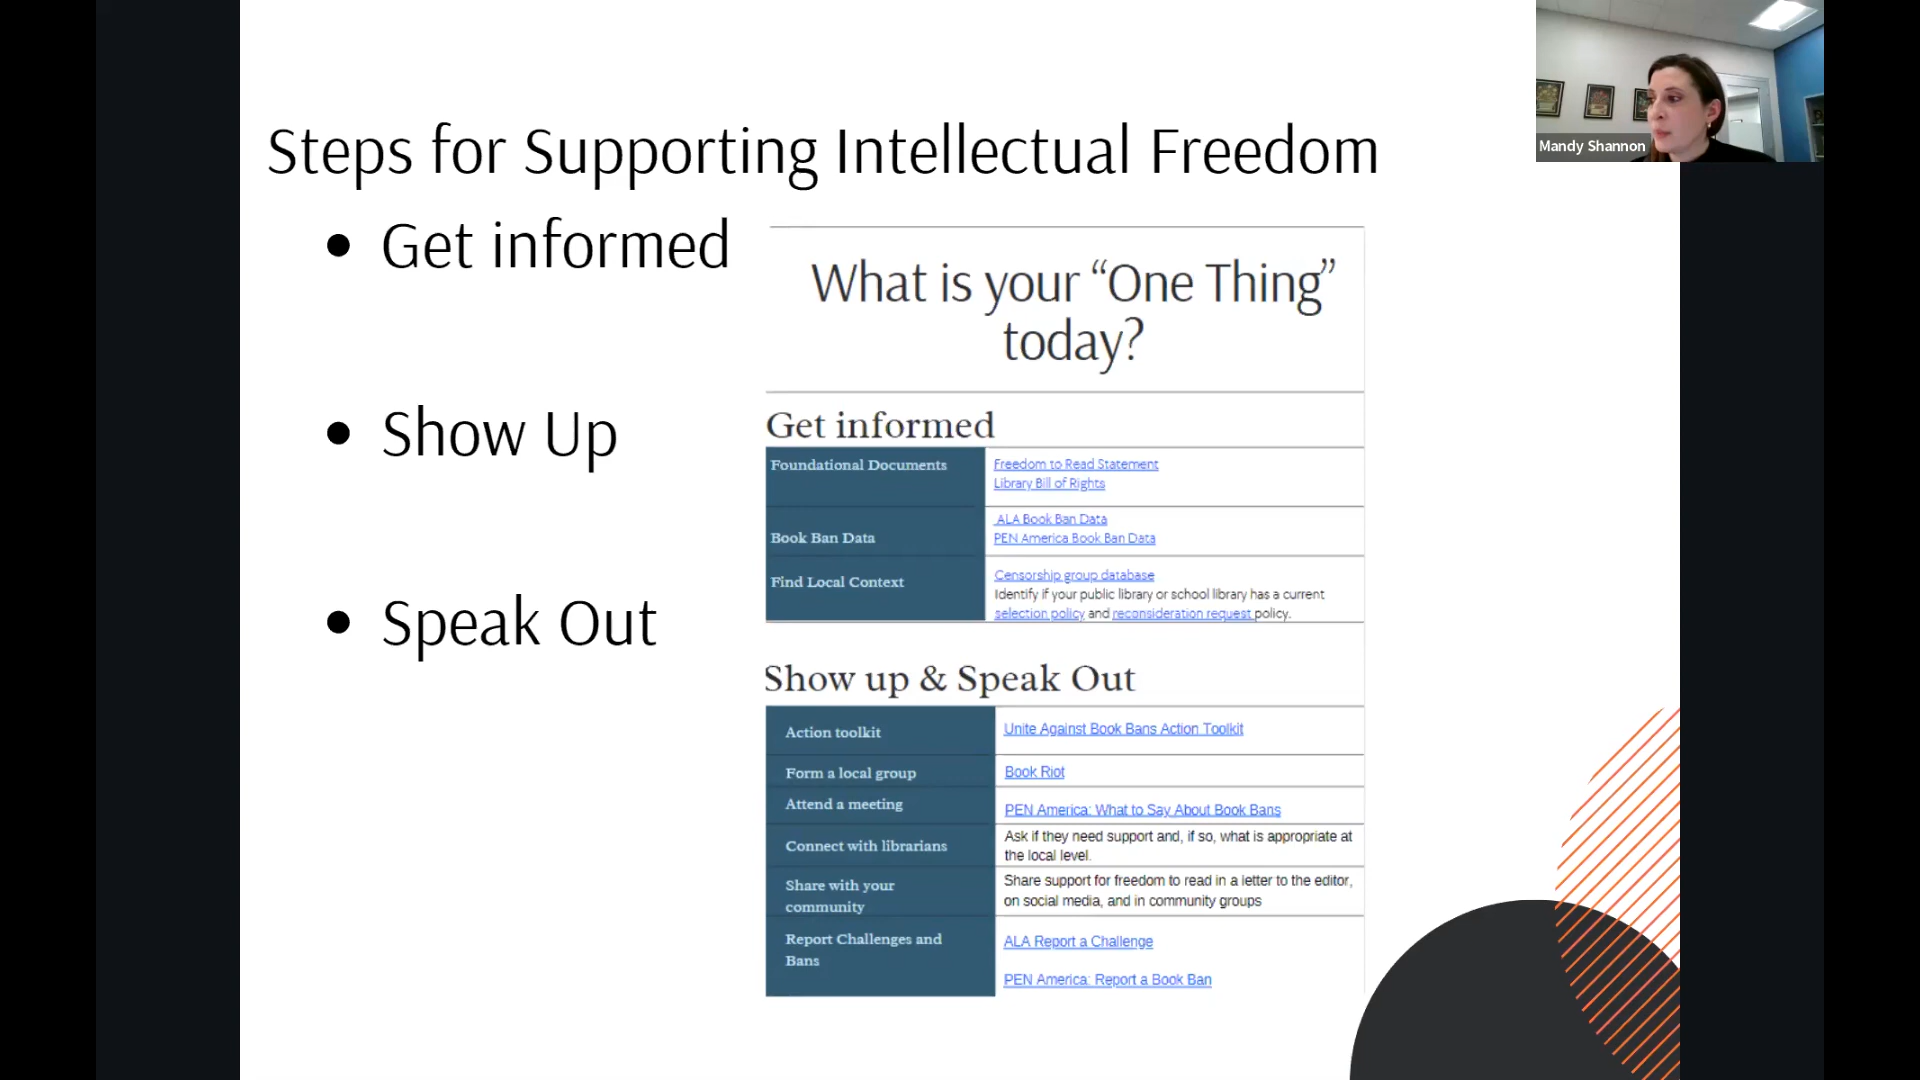 Steps for Supporting Intellectual Freedom
Mandy Shannon
• Get informed
• Show Up
• Speak Out
What is your “One Thing”
today?
Get informed
Foundational Documents
Freedom to Read Statement
Library Bill of Rights
Book Ban Data
ALA Book Ban Data
PEN America Book Ban Data
Find Local Context
Censorship group database
Identify if your public library or school library has a current
selection policy and reconsideration request policy.
Show up & Speak Out
Action toolkit
Unite Against Book Bans Action Toolkit
Form a local group
Book Riot
Attend a meeting
PEN America: What to Say About Book Bans
Connect with librarians
Ask if they need support and, if so, what is appropriate at
the local level.
Share with your
community
Share support for freedom to read in a letter to the editor,
on social media, and in community groups
Report Challenges and
Bans
ALA Report a Challenge
PEN America: Report a Book Ban